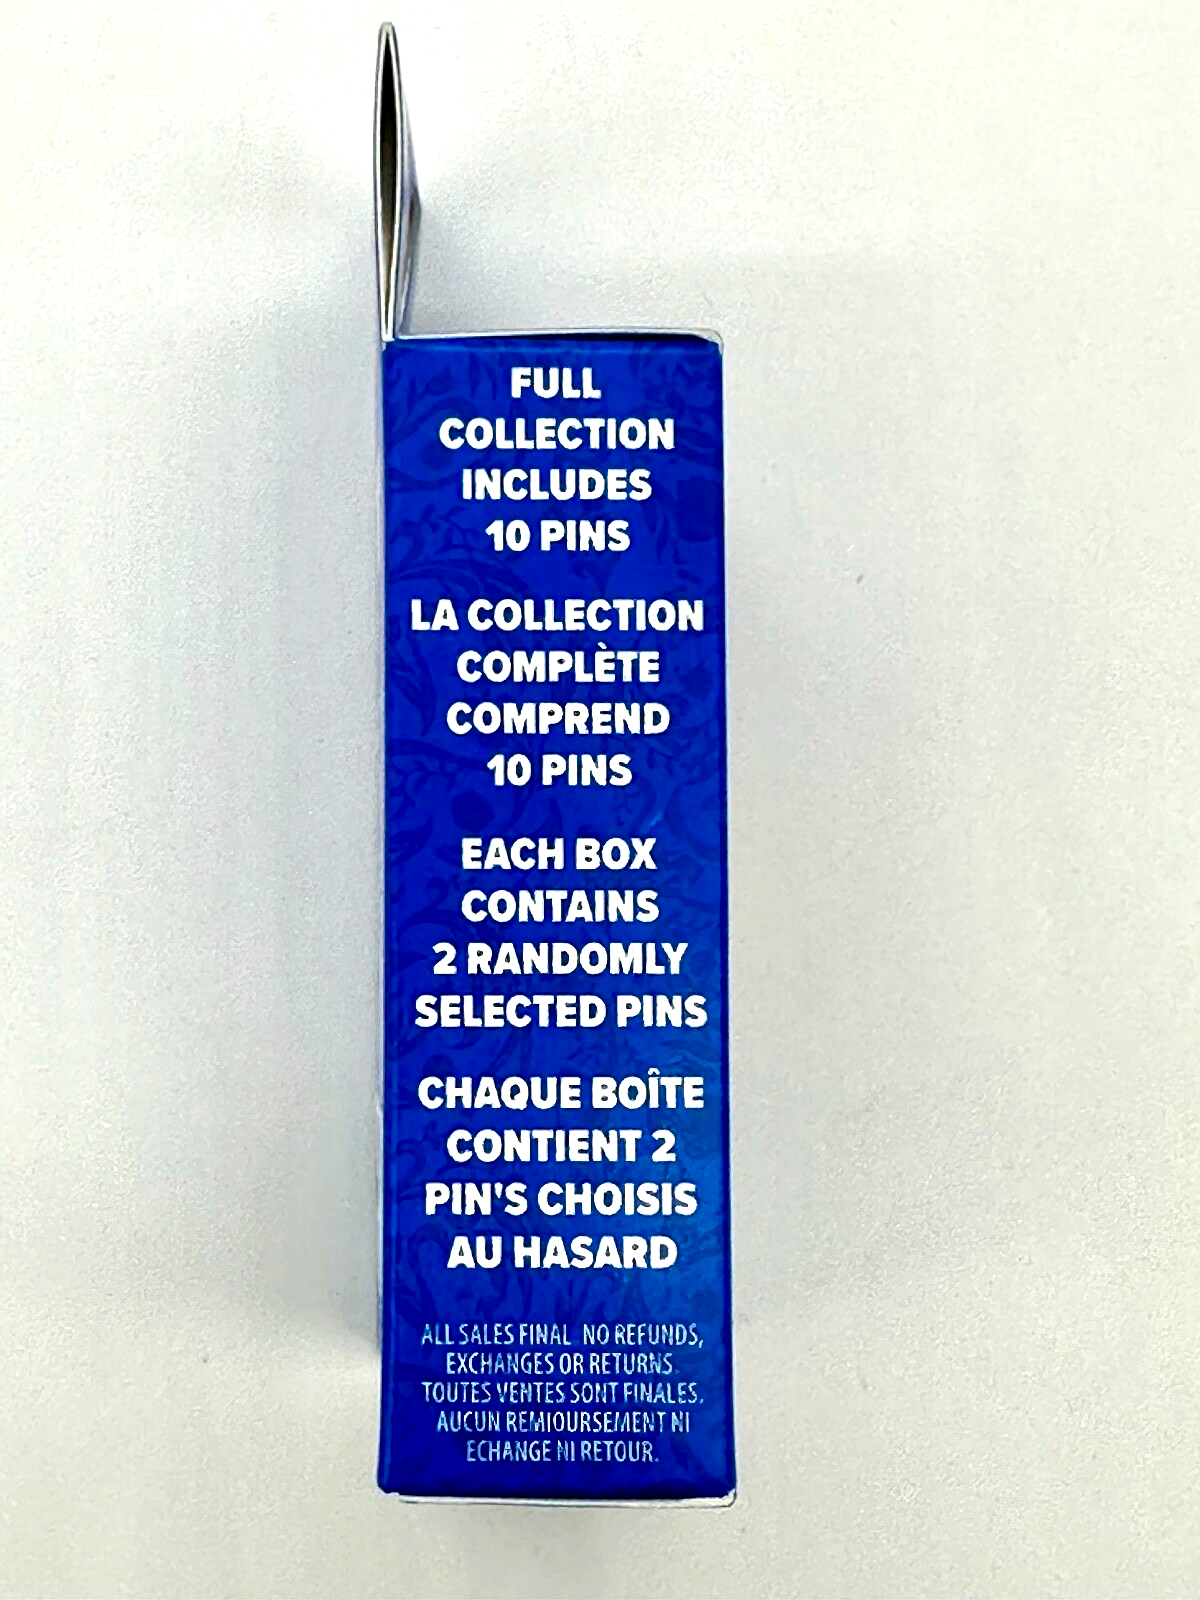 FULL
COLLECTION
INCLUDES
10 PINS
LA COLLECTION
COMPLÈTE
COMPREND
10 PINS
EACH BOX
CONTAINS
2 RANDOMLY
SELECTED PINS
CHAQUE BOÎTE
CONTIENT 2
PIN'S CHOISIS
AU HASARD
ALL SALES FINAL NO REFUNDS,
EXCHANGES OR RETURNS.
TOUTES VENTES SONT FINALES.
AUCUN REMIOURSEMENT NI
ECHANGE NI RETOUR.